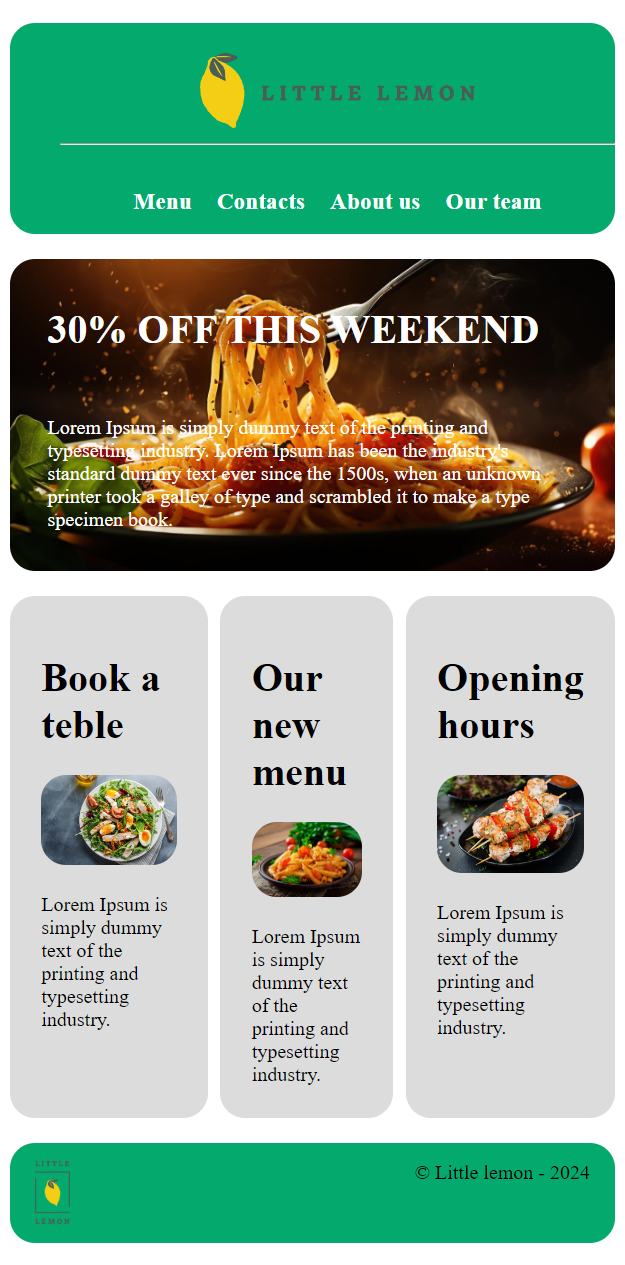 LITTLE LEMON
Menu Contacts About us Our team
30% OFF THIS WEEKEND
Lorem Ipsum is simply dummy text of the printing and
typesetting industry. Lorem Ipsum has been the industry's
standard dummy text ever since the 1500s, when an unknown
printer took a galley of type and scrambled it to make a type
specimen book.
Book a
teble
Lorem Ipsum is
simply dummy
text of the
printing and
typesetting
industry.
Our
new
menu
Lorem Ipsum
is simply
dummy text
of the
printing and
typesetting
industry.
Opening
hours
Lorem Ipsum is
simply dummy
text of the
printing and
typesetting
industry.
LITTLE
LEMON
© Little lemon - 2024